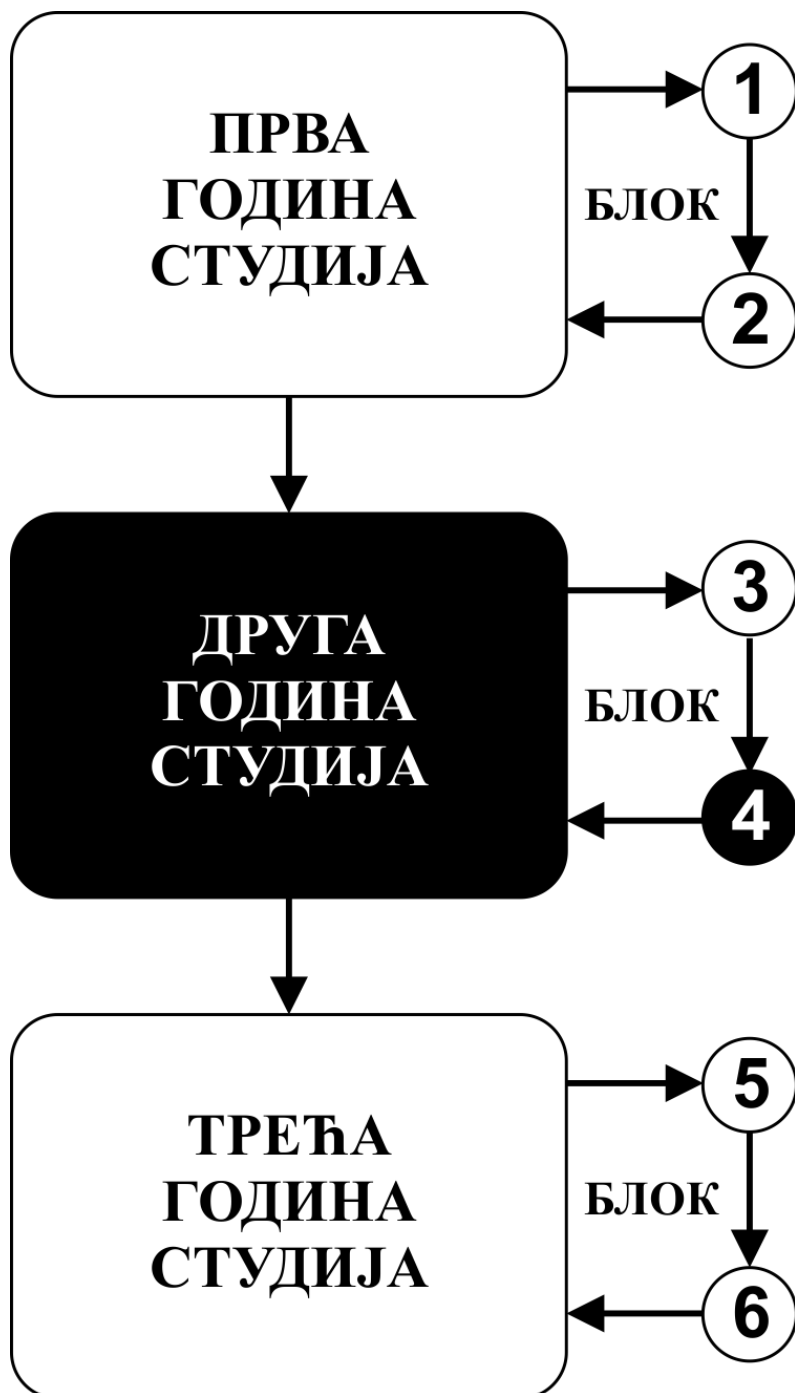 ПРВА
ГОДИНА
СТУДИЈА
1
БЛОК
2
ДРУГА
ГОДИНА
СТУДИЈА
3
БЛОК
4
ТРЕЋА
ГОДИНА
СТУДИЈА
5
БЛОК
6